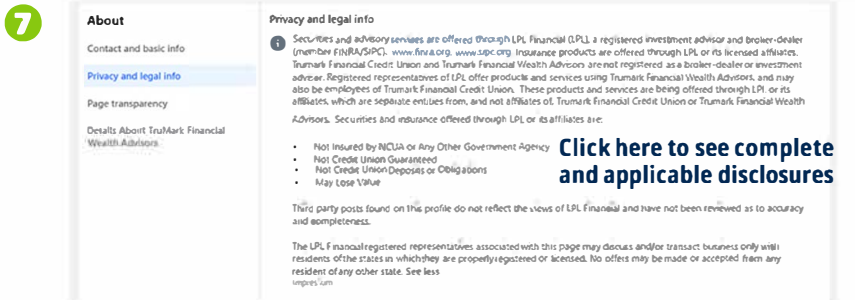 7
About
Contact and basic info
Privacy and legal info
Page transparency
Details About TruMark Financial
Wealth Advisors
Privacy and legal info
Securities and advisory services are offered through LPL Financial (LPL), a registered investment advisor and broker-dealer
(member FINRA/SIPC). www.finra.org, www.sipc.org. Insurance products are offered through LPL or its licensed affiliates.
Trumark Financial Credit Union and Trumark Financial Wealth Advisors are not registered as a broker-dealer or investment
advisor. Registered representatives of LPL offer products and services using Trumark Financial Wealth Advisors, and may
also be employees of Trumark Financial Credit Union. These products and services are being offered through LPL or its
affiliates, which are separate entities from, and not affiliates of, Trumark Financial Credit Union or Trumark Financial Wealth
Advisors. Securities and insurance offered through LPL or its affiliates are:
• Not Insured by NCUA or Any Other Government Agency
• Not Credit Union Guaranteed
• Not Credit Union Deposits or Obligations
• May Lose Value
Click here to see complete
and applicable disclosures
Third party posts found on this profile do not reflect the views of LPL Financial and have not been reviewed as to accuracy
and completeness.
The LPL Financial registered representatives associated with this page may discuss and/or transact business only with
residents of the states in which they are properly registered or licensed. No offers may be made or accepted from any
resident of any other state. See less
Impressum